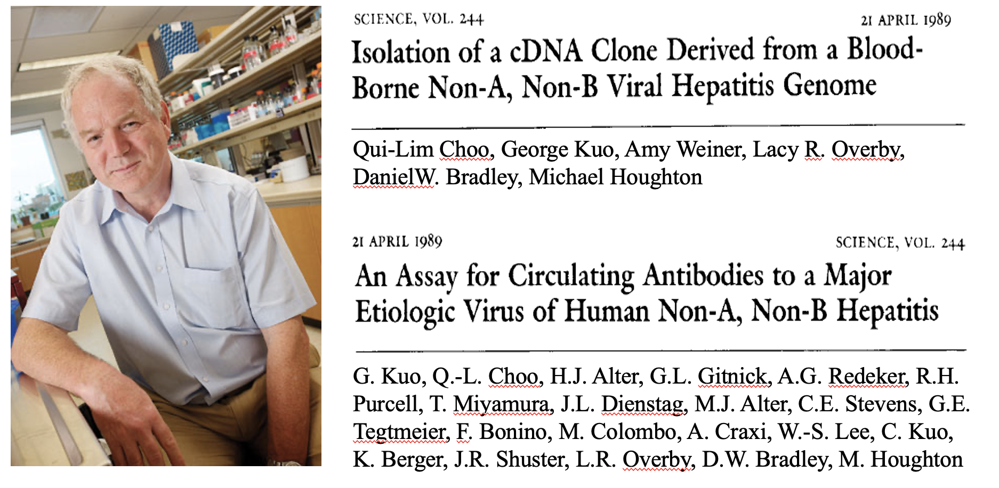 SCIENCE, VOL. 244
21 APRIL 1989
Isolation of a cDNA Clone Derived from a Blood-
Borne Non-A, Non-B Viral Hepatitis Genome
Qui-Lim Choo, George Kuo, Amy Weiner, Lacy R. Overby,
DanielW. Bradley, Michael Houghton
21 APRIL 1989
SCIENCE, VOL. 244
An Assay for Circulating Antibodies to a Major
Etiologic Virus of Human Non-A, Non-B Hepatitis
G. Kuo, Q.-L. Choo, H.J. Alter, G.L. Gitnick, A.G. Redeker, R.H.
Purcell, T. Miyamura, J.L. Dienstag, M.J. Alter, C.E. Stevens, G.E.
Tegtmeier, F. Bonino, M. Colombo, A. Craxi, W.-S. Lee, C. Kuo,
K. Berger, J.R. Shuster, L.R. Overby, D.W. Bradley, M. Houghton